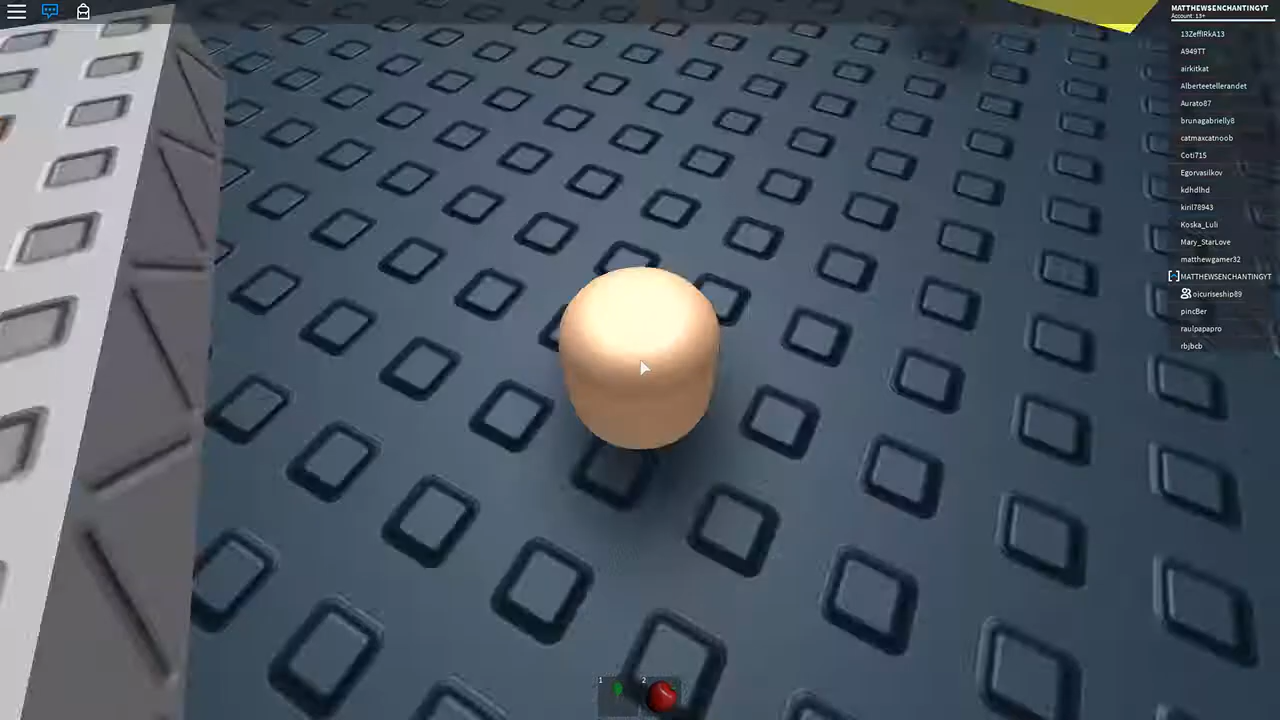 MATTHEWSENCHANTINGYT
Account: 13+
13ZeffIRkA13
A949TT
airkitkat
Alberteetellerandet
Aurato87
brunagabrielly8
catmaxcatnoob
Coti715
Egorvasilkov
kdhdlhd
kiril78943
Koska_Luli
Mary_StarLove
matthewgamer32
MATTHEWSENCHANTINGYT
oicuriseship89
pincBer
raulpapapro
rbjbcb
1 2